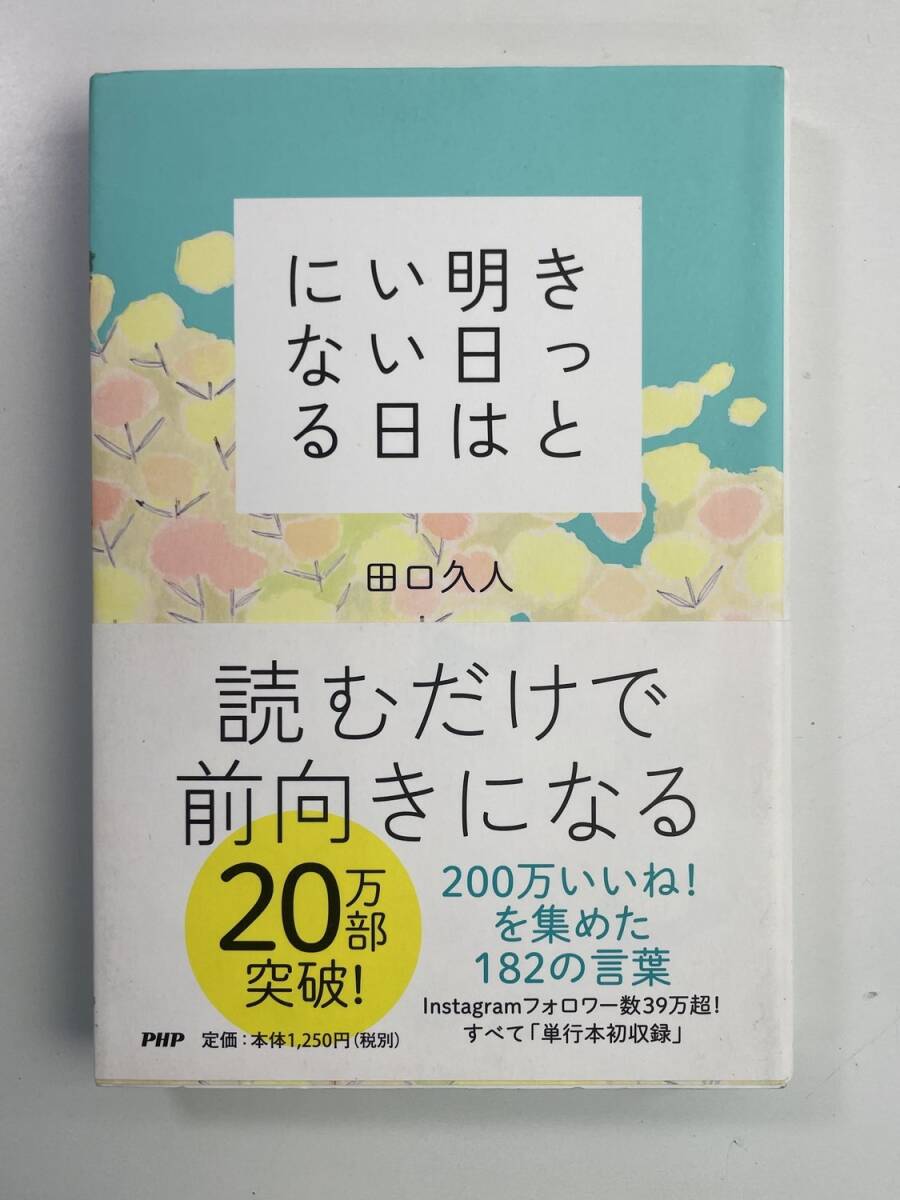 きっと
明日は
いい日
になる
田口久人
読むだけで
前向きになる
20万部
突破!
200万いいね!
を集めた
182の言葉
Instagramフォロワー数39万超!
すべて「単行本初収録」
PHP 定価:本体1,250円(税別)